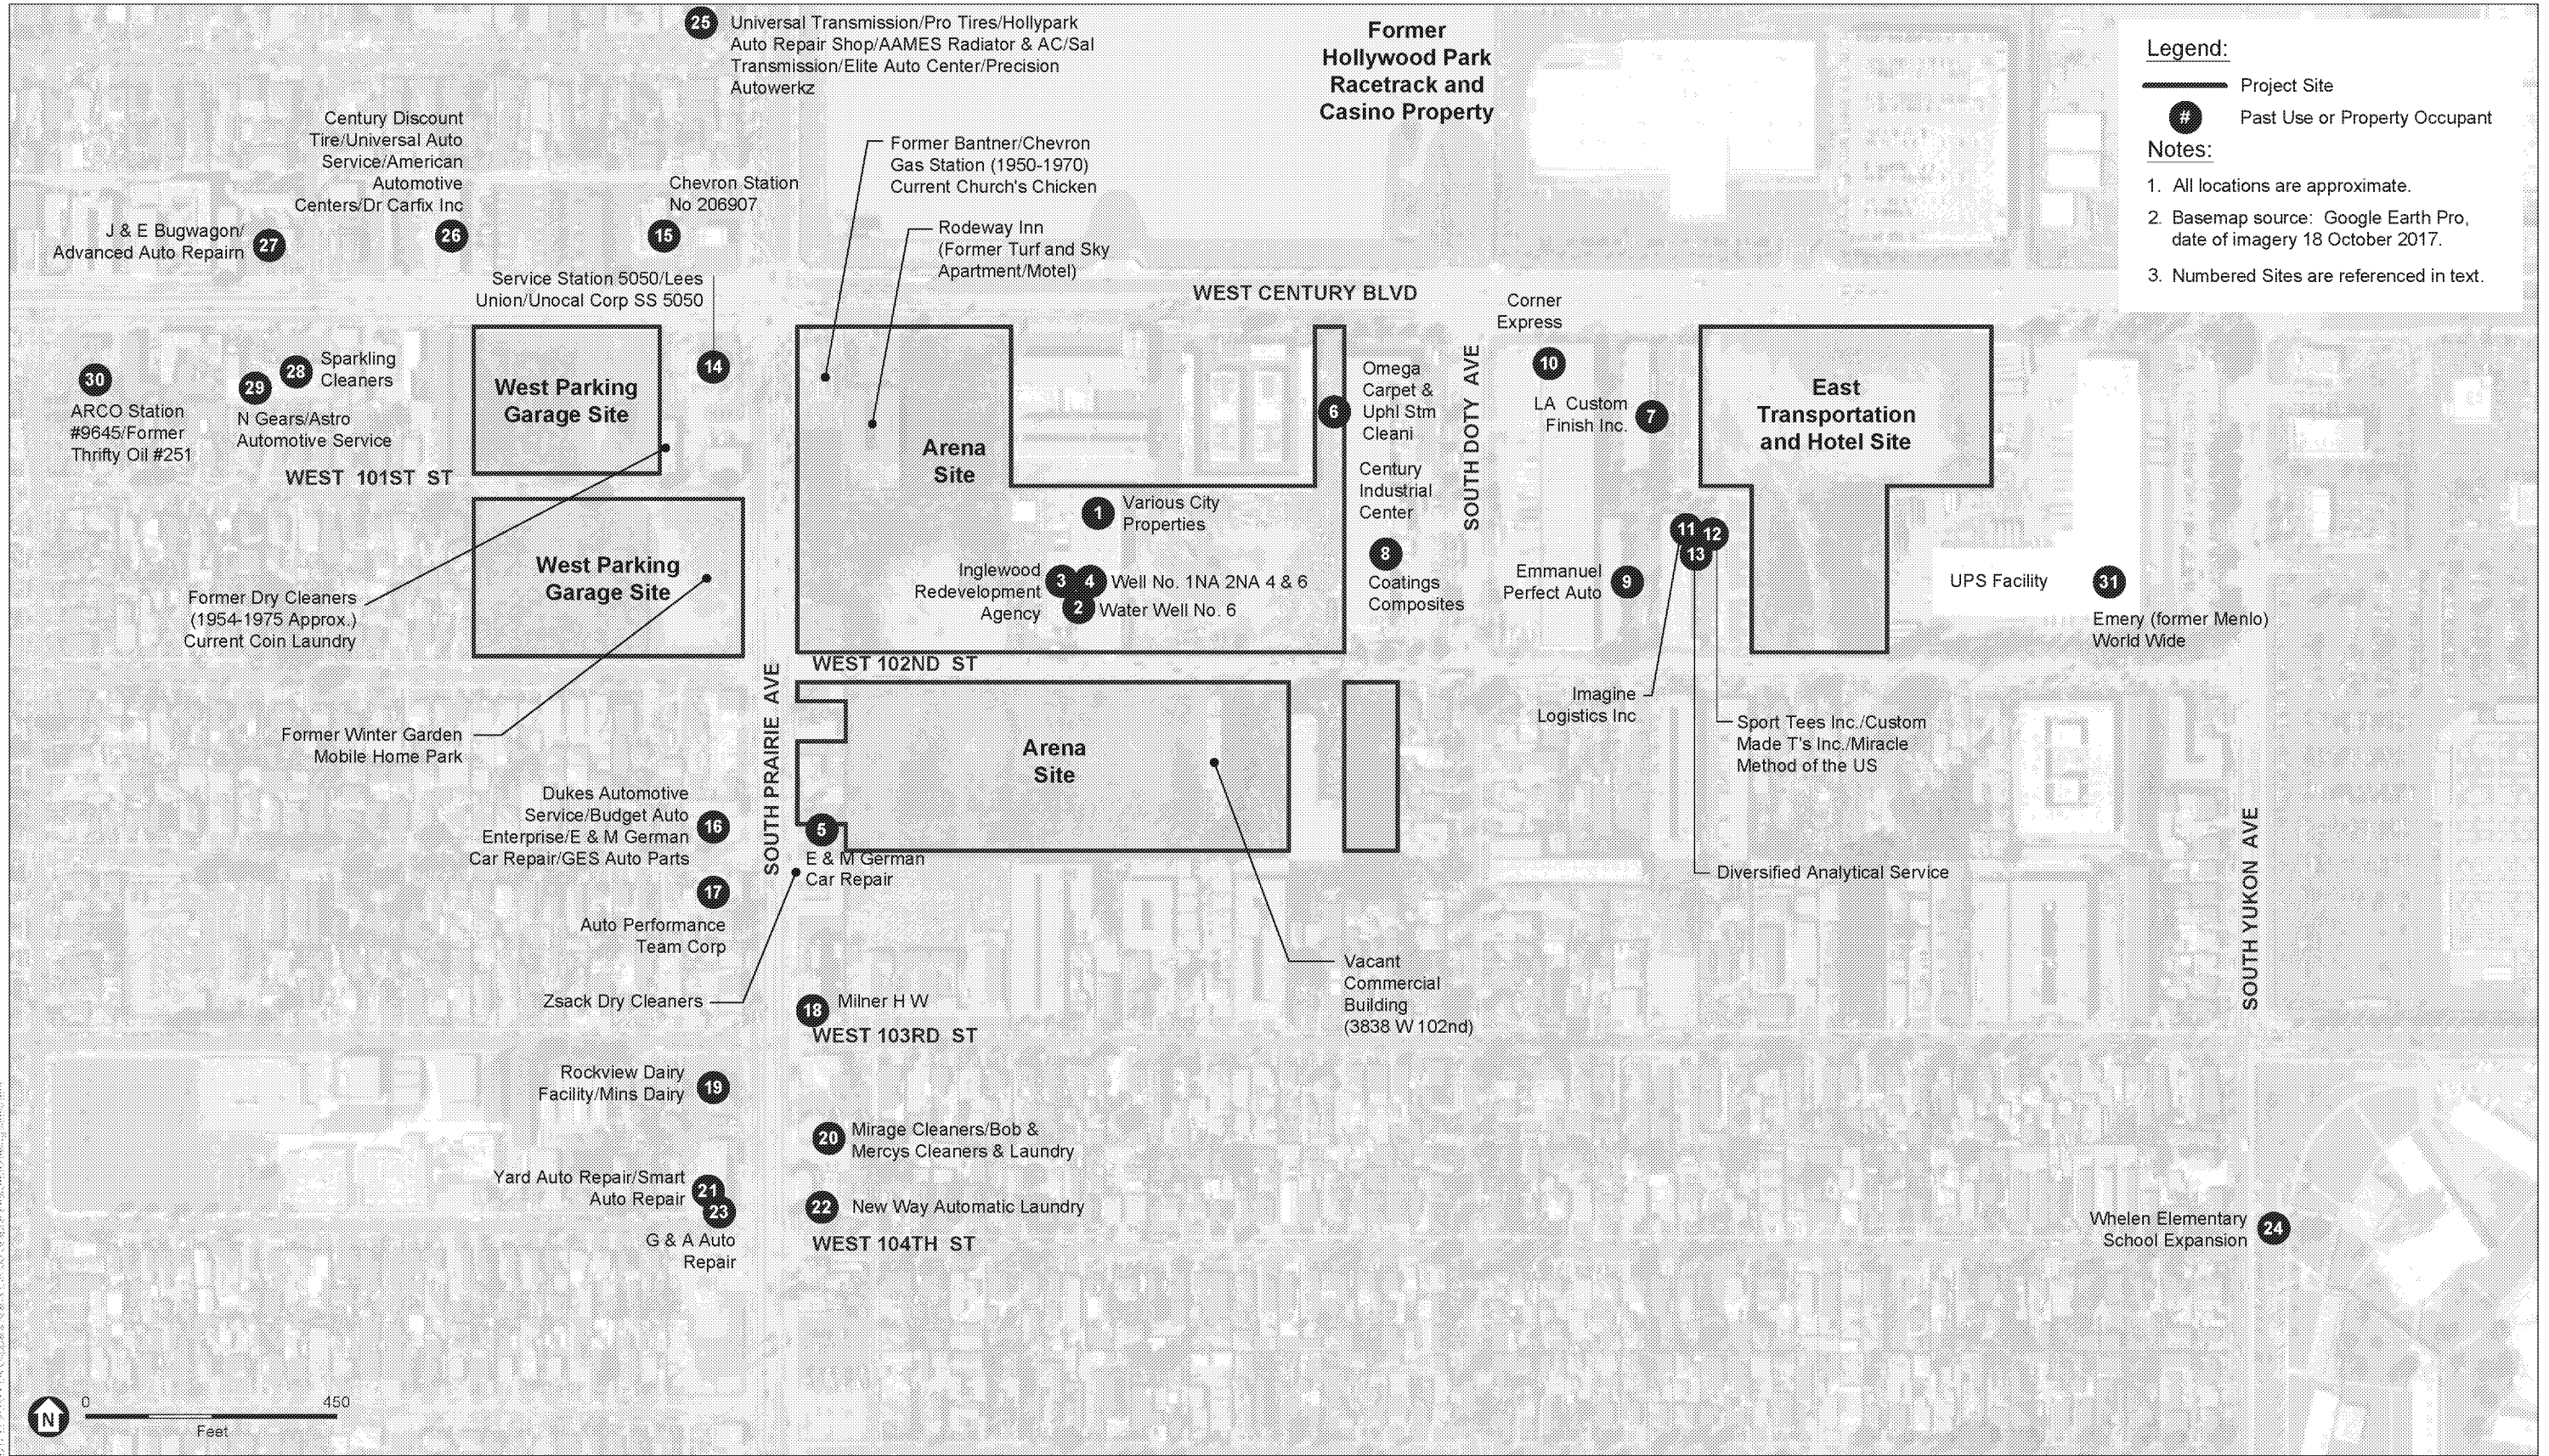 25
Universal Transmission/Pro Tires/Hollypark
Auto Repair Shop/AAMES Radiator & AC/Sal
Transmission/Elite Auto Center/Precision
Autowerkz
Former
Hollywood Park
Racetrack and
Casino Property
Legend:
Project Site
#
Past Use or Property Occupant
Notes:
1. All locations are approximate.
2. Basemap source: Google Earth Pro,
date of imagery 18 October 2017.
3. Numbered Sites are referenced in text.
Century Discount
Tire/Universal Auto
Service/American
Automotive
Centers/Dr Carfix Inc
26
J & E Bugwagon/
Advanced Auto Repairn
27
Chevron Station
No 206907
15
Former Bantner/Chevron
Gas Station (1950-1970)
Current Church's Chicken
Rodeway Inn
(Former Turf and Sky
Apartment/Motel)
Service Station 5050/Lees
Union/Unocal Corp SS 5050
14
WEST CENTURY BLVD
Corner
Express
10
30
ARCO Station
#9645/Former
Thrifty Oil #251
28
Sparkling
Cleaners
29
N Gears/Astro
Automotive Service
WEST 101ST ST
West Parking
Garage Site
Arena
Site
6
Omega
Carpet &
Uphl Stm
Cleani
Century
Industrial
Center
SOUTH DOTY AVE
LA Custom
Finish Inc.
7
East
Transportation
and Hotel Site
1
Various City
Properties
West Parking
Garage Site
Inglewood
Redevelopment
Agency
3
4
Well No. 1NA 2NA 4 & 6
2
Water Well No. 6
8
Coatings
Composites
Emmanuel
Perfect Auto
9
11
12
13
UPS Facility
31
Emery (former Menlo)
World Wide
Former Dry Cleaners
(1954-1975 Approx.)
Current Coin Laundry
WEST 102ND ST
SOUTH PRAIRIE AVE
Former Winter Garden
Mobile Home Park
Arena
Site
Imagine
Logistics Inc
Sport Tees Inc./Custom
Made T's Inc./Miracle
Method of the US
Dukes Automotive
Service/Budget Auto
Enterprise/E & M German
Car Repair/GES Auto Parts
16
5
E & M German
Car Repair
Diversified Analytical Service
17
Auto Performance
Team Corp
SOUTH YUKON AVE
Vacant
Commercial
Building
(3838 W 102nd)
Zsack Dry Cleaners
18
Milner H W
WEST 103RD ST
Rockview Dairy
Facility/Mins Dairy
19
20
Mirage Cleaners/Bob &
Mercys Cleaners & Laundry
Yard Auto Repair/Smart
Auto Repair
21
23
G & A Auto
Repair
22
New Way Automatic Laundry
WEST 104TH ST
Whelen Elementary
School Expansion
24
N
0
450
Feet